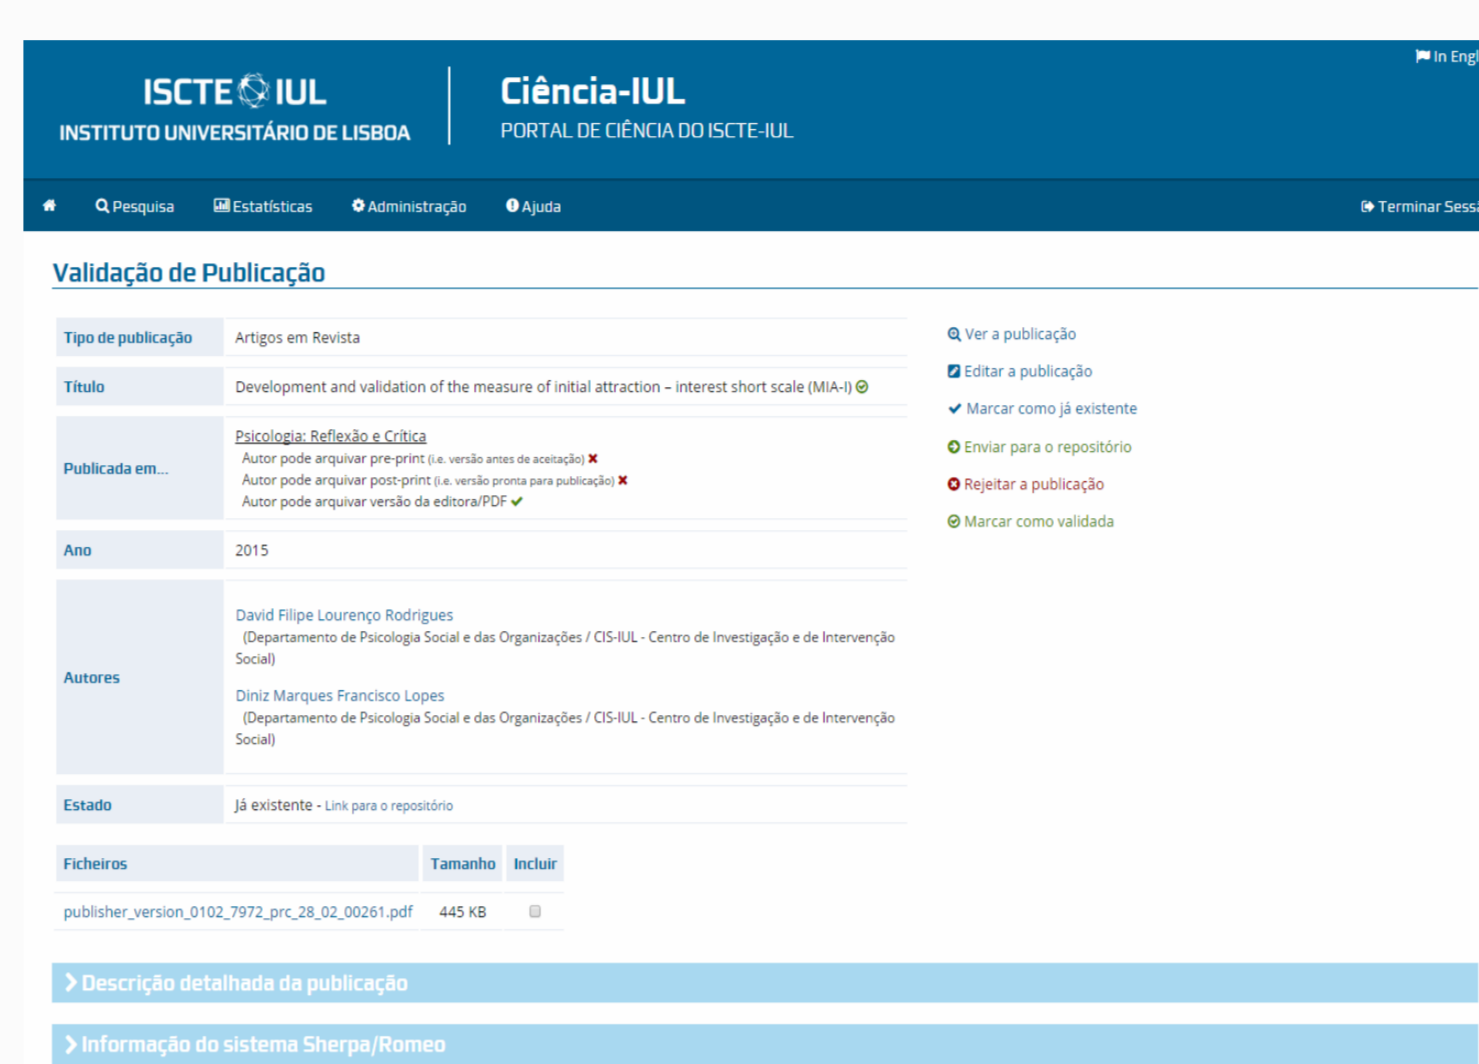 In Engl
ISCTE IUL
INSTITUTO UNIVERSITÁRIO DE LISBOA
Ciência-IUL
PORTAL DE CIÊNCIA DO ISCTE-IUL
Pesquisa Estatísticas Administração Ajuda Terminar Sess
Validação de Publicação
Tipo de publicação Artigos em Revista
Título Development and validation of the measure of initial attraction – interest short scale (MIA-I)
Publicada em...
Psicologia: Reflexão e Crítica
Autor pode arquivar pre-print (i.e. versão antes de aceitação)
Autor pode arquivar post-print (i.e. versão pronta para publicação)
Autor pode arquivar versão da editora/PDF
Ano 2015
Autores
David Filipe Lourenço Rodrigues
(Departamento de Psicologia Social e das Organizações / CIS-IUL - Centro de Investigação e de Intervenção
Social)
Diniz Marques Francisco Lopes
(Departamento de Psicologia Social e das Organizações / CIS-IUL - Centro de Investigação e de Intervenção
Social)
Estado Já existente - Link para o repositório
Ficheiros Tamanho Incluir
publisher_version_0102_7972_prc_28_02_00261.pdf 445 KB
Ver a publicação
Editar a publicação
Marcar como já existente
Enviar para o repositório
Rejeitar a publicação
Marcar como validada
Descrição detalhada da publicação
Informação do sistema Sherpa/Romeo